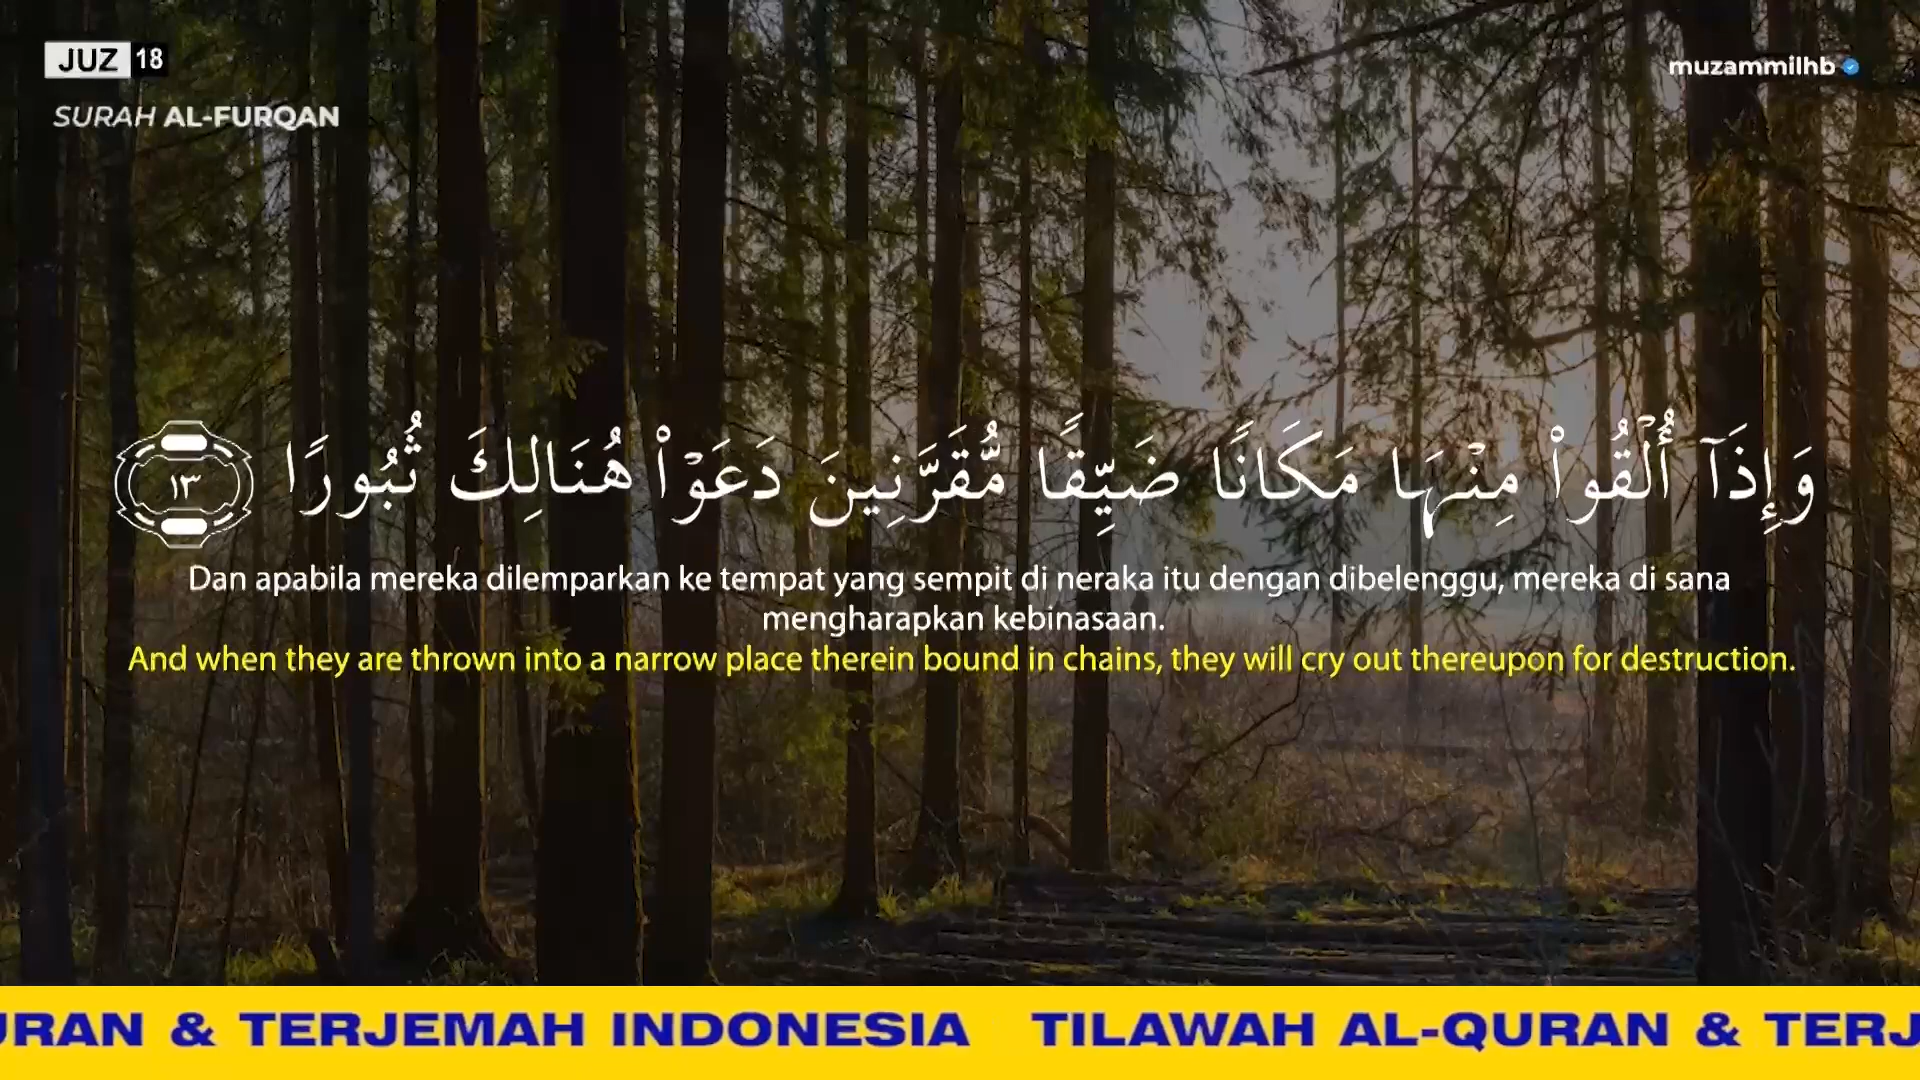 JUZ 18
muzammilhb
SURAH AL-FURQAN
وَإِذَآ أُلْقُوا۟ مِنْهَا مَكَانًا ضَيِّقًا مُّقَرَّنِينَ دَعَوْا۟ هُنَالِكَ ثُبُورًا ١٣
Dan apabila mereka dilemparkan ke tempat yang sempit di neraka itu dengan dibelenggu, mereka di sana
mengharapkan kebinasaan.
And when they are thrown into a narrow place therein bound in chains, they will cry out thereupon for destruction.
URAN & TERJEMAH INDONESIA TILAWAH AL-QURAN & TERJ